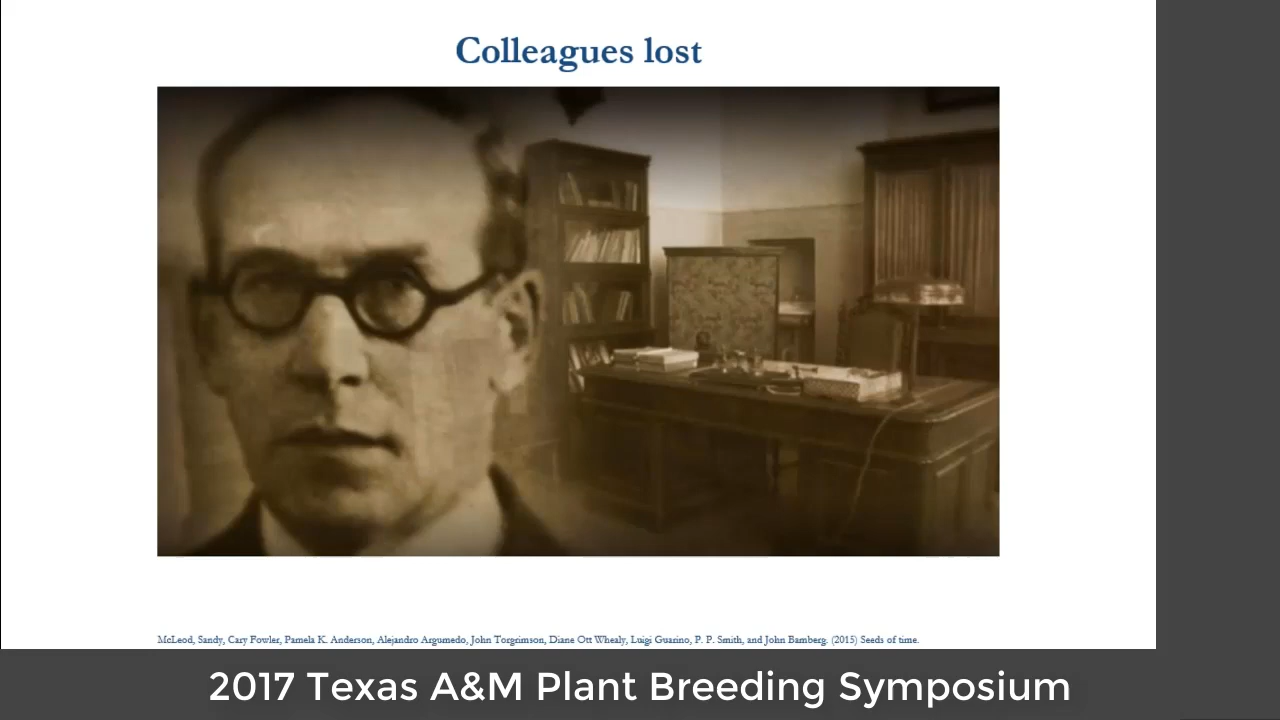 Colleagues lost
McLeod, Sandy, Cary Fowler, Pamela K. Anderson, Alejandro Argumedo, John Torgrimson, Diane Ott Whealy, Luigi Guarino, P. P. Smith, and John Bamberg. (2015) Seeds of time.
2017 Texas A&M Plant Breeding Symposium